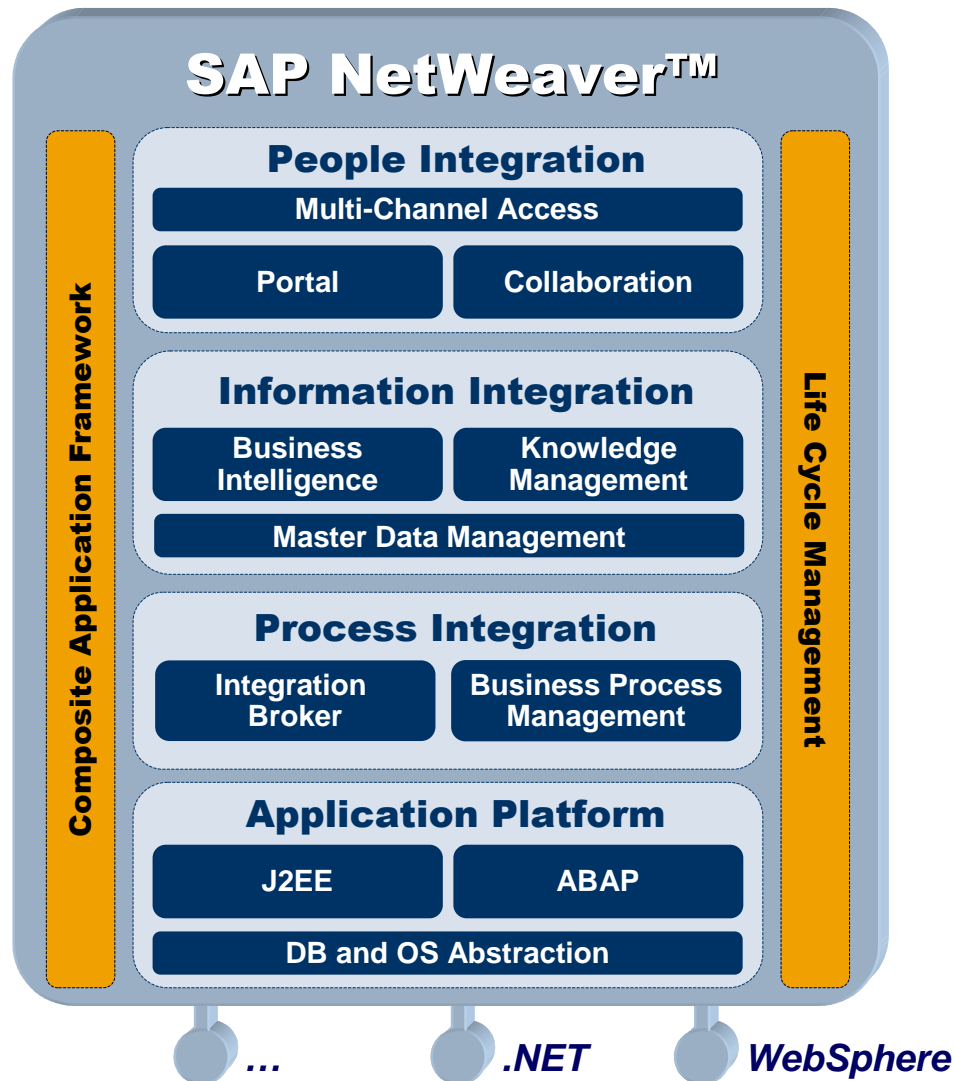 SAP NetWeaver™
Composite Application Framework
People Integration
Multi-Channel Access
Portal
Collaboration
Information Integration
Business
Intelligence
Knowledge
Management
Master Data Management
Process Integration
Integration
Broker
Business Process
Management
Application Platform
J2EE
ABAP
DB and OS Abstraction
Life Cycle Management
…
.NET
WebSphere